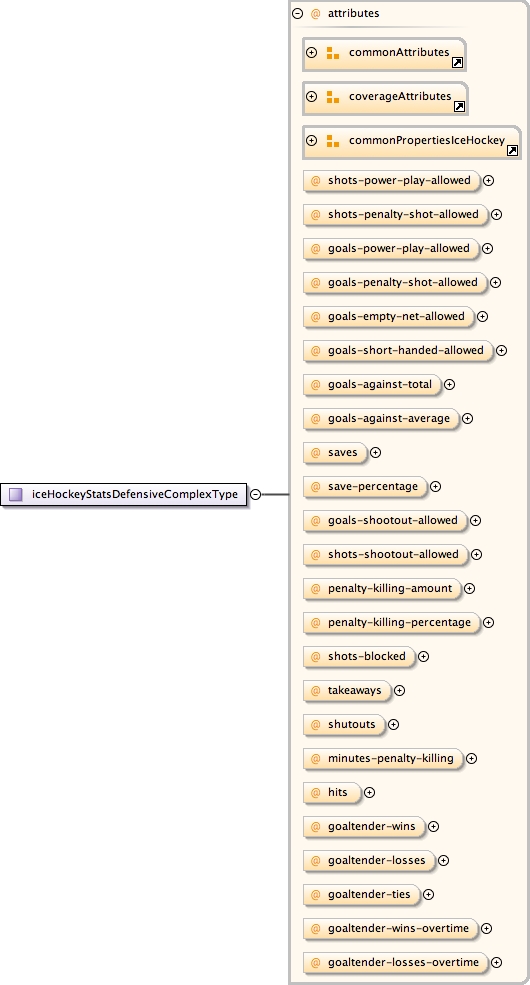 attributes
commonAttributes
coverageAttributes
commonPropertiesIceHockey
@ shots-power-play-allowed
@ shots-penalty-shot-allowed
@ goals-power-play-allowed
@ goals-penalty-shot-allowed
@ goals-empty-net-allowed
@ goals-short-handed-allowed
@ goals-against-total
@ goals-against-average
@ saves
@ save-percentage
iceHockeyStatsDefensiveComplexType
@ goals-shootout-allowed
@ shots-shootout-allowed
@ penalty-killing-amount
@ penalty-killing-percentage
@ shots-blocked
@ takeaways
@ shutouts
@ minutes-penalty-killing
@ hits
@ goaltender-wins
@ goaltender-losses
@ goaltender-ties
@ goaltender-wins-overtime
@ goaltender-losses-overtime